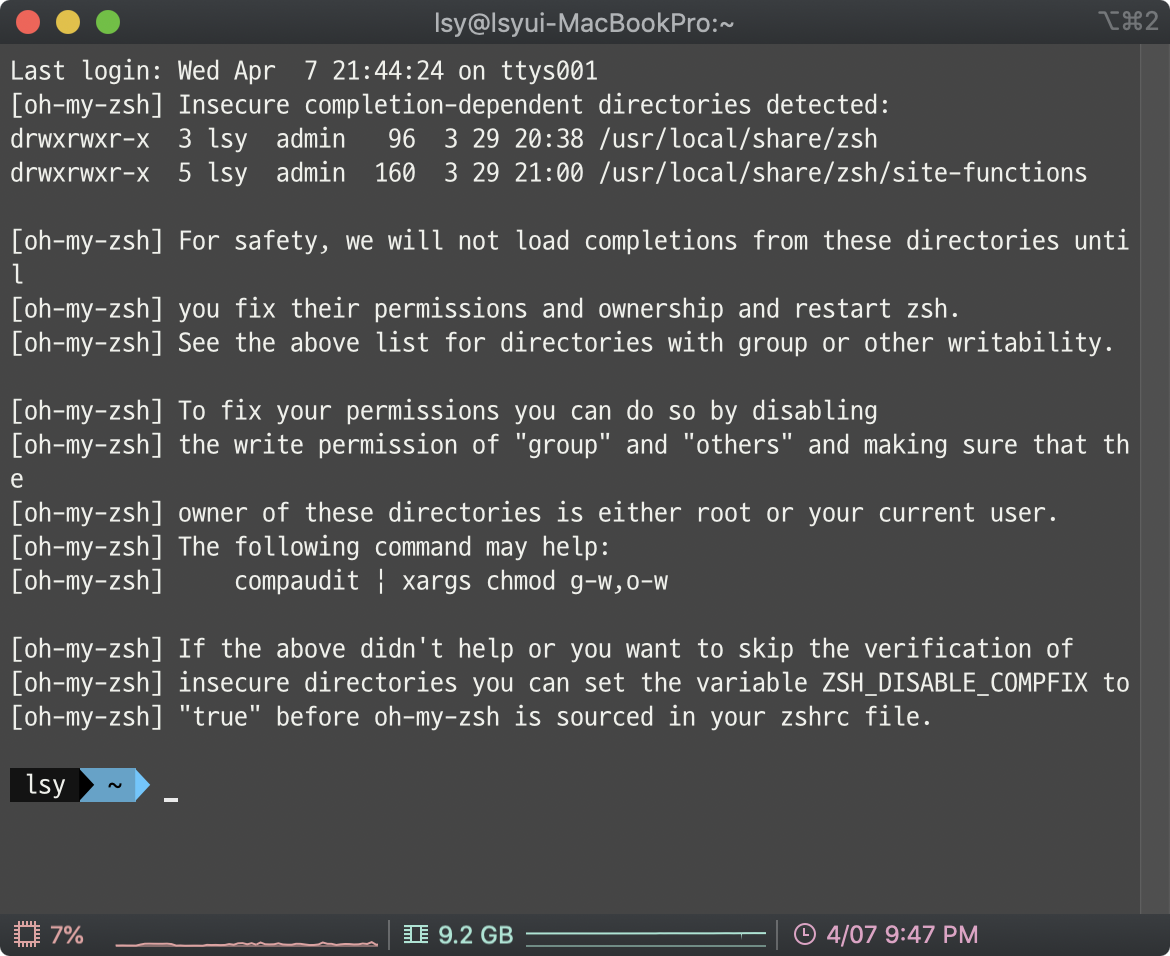 lsy@lsyui-MacBookPro:~
⌥⌘2
Last login: Wed Apr  7 21:44:24 on ttys001
[oh-my-zsh] Insecure completion-dependent directories detected:
drwxrwxr-x  3 lsy  admin   96  3 29 20:38 /usr/local/share/zsh
drwxrwxr-x  5 lsy  admin  160  3 29 21:00 /usr/local/share/zsh/site-functions
[oh-my-zsh] For safety, we will not load completions from these directories unti
l
[oh-my-zsh] you fix their permissions and ownership and restart zsh.
[oh-my-zsh] See the above list for directories with group or other writability.
[oh-my-zsh] To fix your permissions you can do so by disabling
[oh-my-zsh] the write permission of "group" and "others" and making sure that th
e
[oh-my-zsh] owner of these directories is either root or your current user.
[oh-my-zsh] The following command may help:
[oh-my-zsh]     compaudit | xargs chmod g-w,o-w
[oh-my-zsh] If the above didn't help or you want to skip the verification of
[oh-my-zsh] insecure directories you can set the variable ZSH_DISABLE_COMPFIX to
[oh-my-zsh] "true" before oh-my-zsh is sourced in your zshrc file.
lsy ~ _
7% 9.2 GB 4/07 9:47 PM